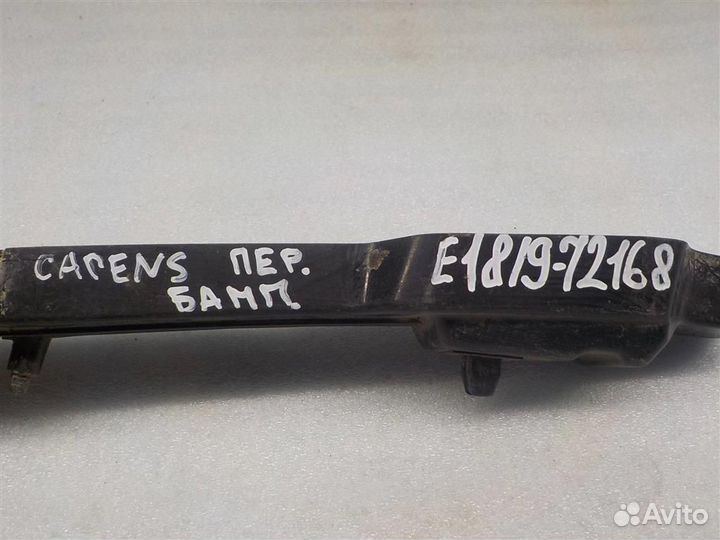 CARENS ПЕР.
БАМП.
E1819-72168
Avito